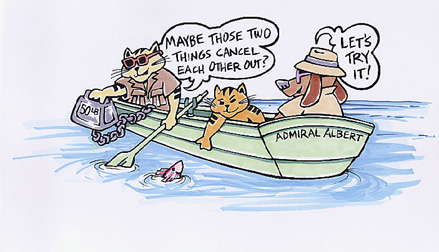 MAYBE THOSE TWO
THINGS CANCEL
EACH OTHER OUT?
LET'S
TRY
IT!
50LB
ADMIRAL ALBERT